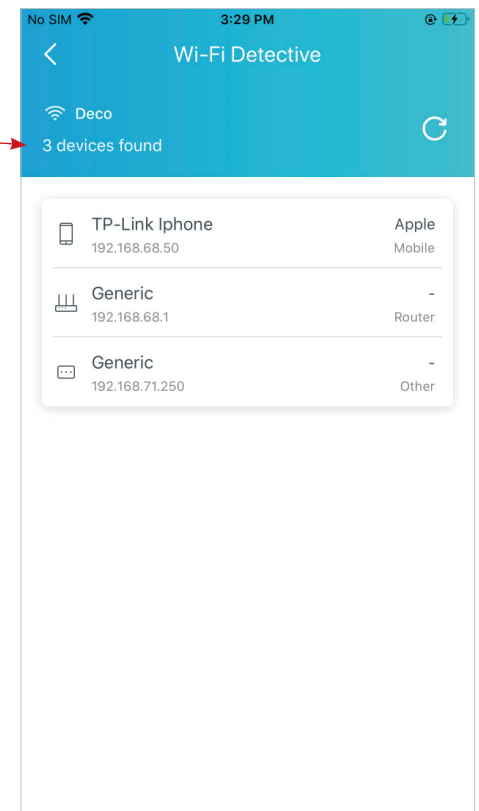 No SIM 3:29 PM
Wi-Fi Detective
Deco
3 devices found
TP-Link Iphone Apple
192.168.68.50 Mobile
Generic -
192.168.68.1 Router
Generic -
192.168.71.250 Other